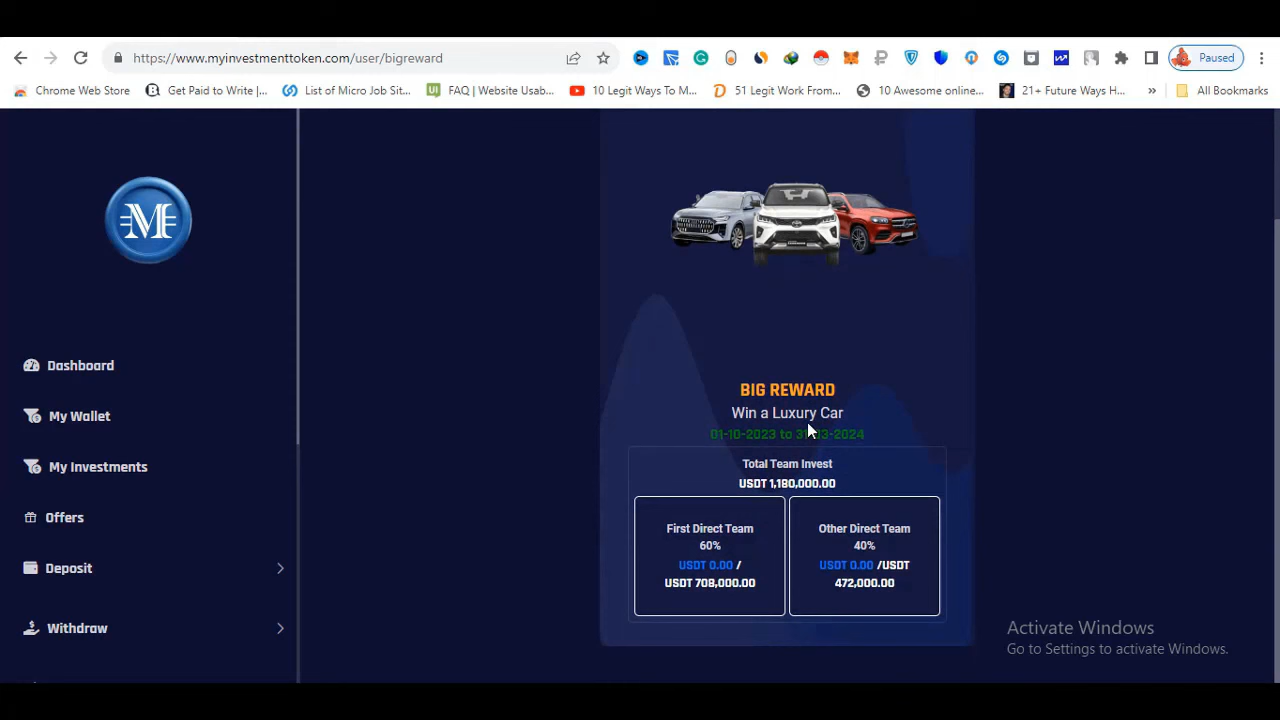 https://www.myinvestmenttoken.com/user/bigreward
Paused
Chrome Web Store
Get Paid to Write |...
List of Micro Job Sit...
FAQ | Website Usab...
10 Legit Ways To M...
51 Legit Work From...
10 Awesome online...
21+ Future Ways H...
»
All Bookmarks
M
Dashboard
My Wallet
My Investments
Offers
Deposit
Withdraw
BIG REWARD
Win a Luxury Car
01-10-2023 to 31-03-2024
Total Team Invest
USDT 1,180,000.00
First Direct Team
60%
USDT 0.00 /
USDT 708,000.00
Other Direct Team
40%
USDT 0.00 /USDT
472,000.00
Activate Windows
Go to Settings to activate Windows.